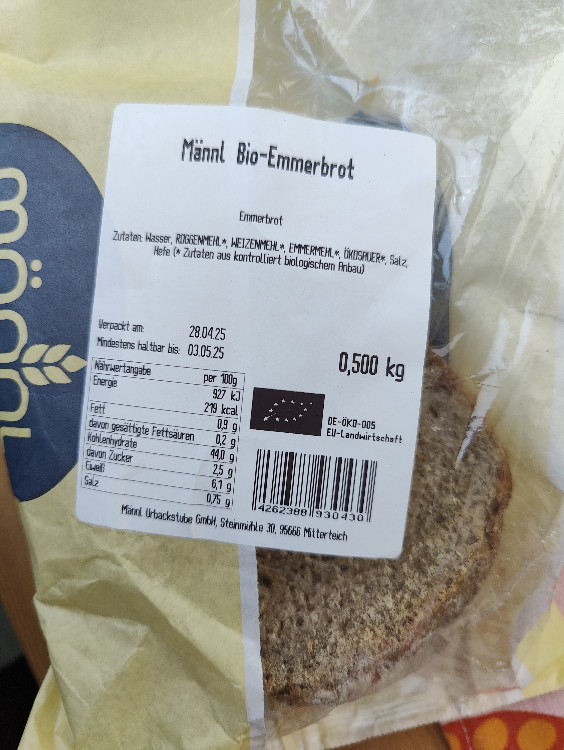 männl
Männl Bio-Emmerbrot
Emmerbrot
Zutaten: Wasser, ROGGENMEHL*, WEIZENMEHL*, EMMERMEHL*, ÖKOSAUER*, Salz,
Hefe (* Zutaten aus kontrolliert biologischem Anbau)
Verpackt am: 28.04.25
Mindestens haltbar bis: 03.05.25
0,500 kg
Nährwertangabe per 100g
Energie 927 kJ
219 kcal
Fett 0,9 g
davon gesättigte Fettsäuren 0,2 g
Kohlenhydrate 44,0 g
davon Zucker 2,5 g
Eiweiß 6,1 g
Salz 0,75 g
DE-ÖKO-005
EU-Landwirtschaft
4262388930430
Männl Urbackstube GmbH, Steinmühle 30, 95666 Mitterteich